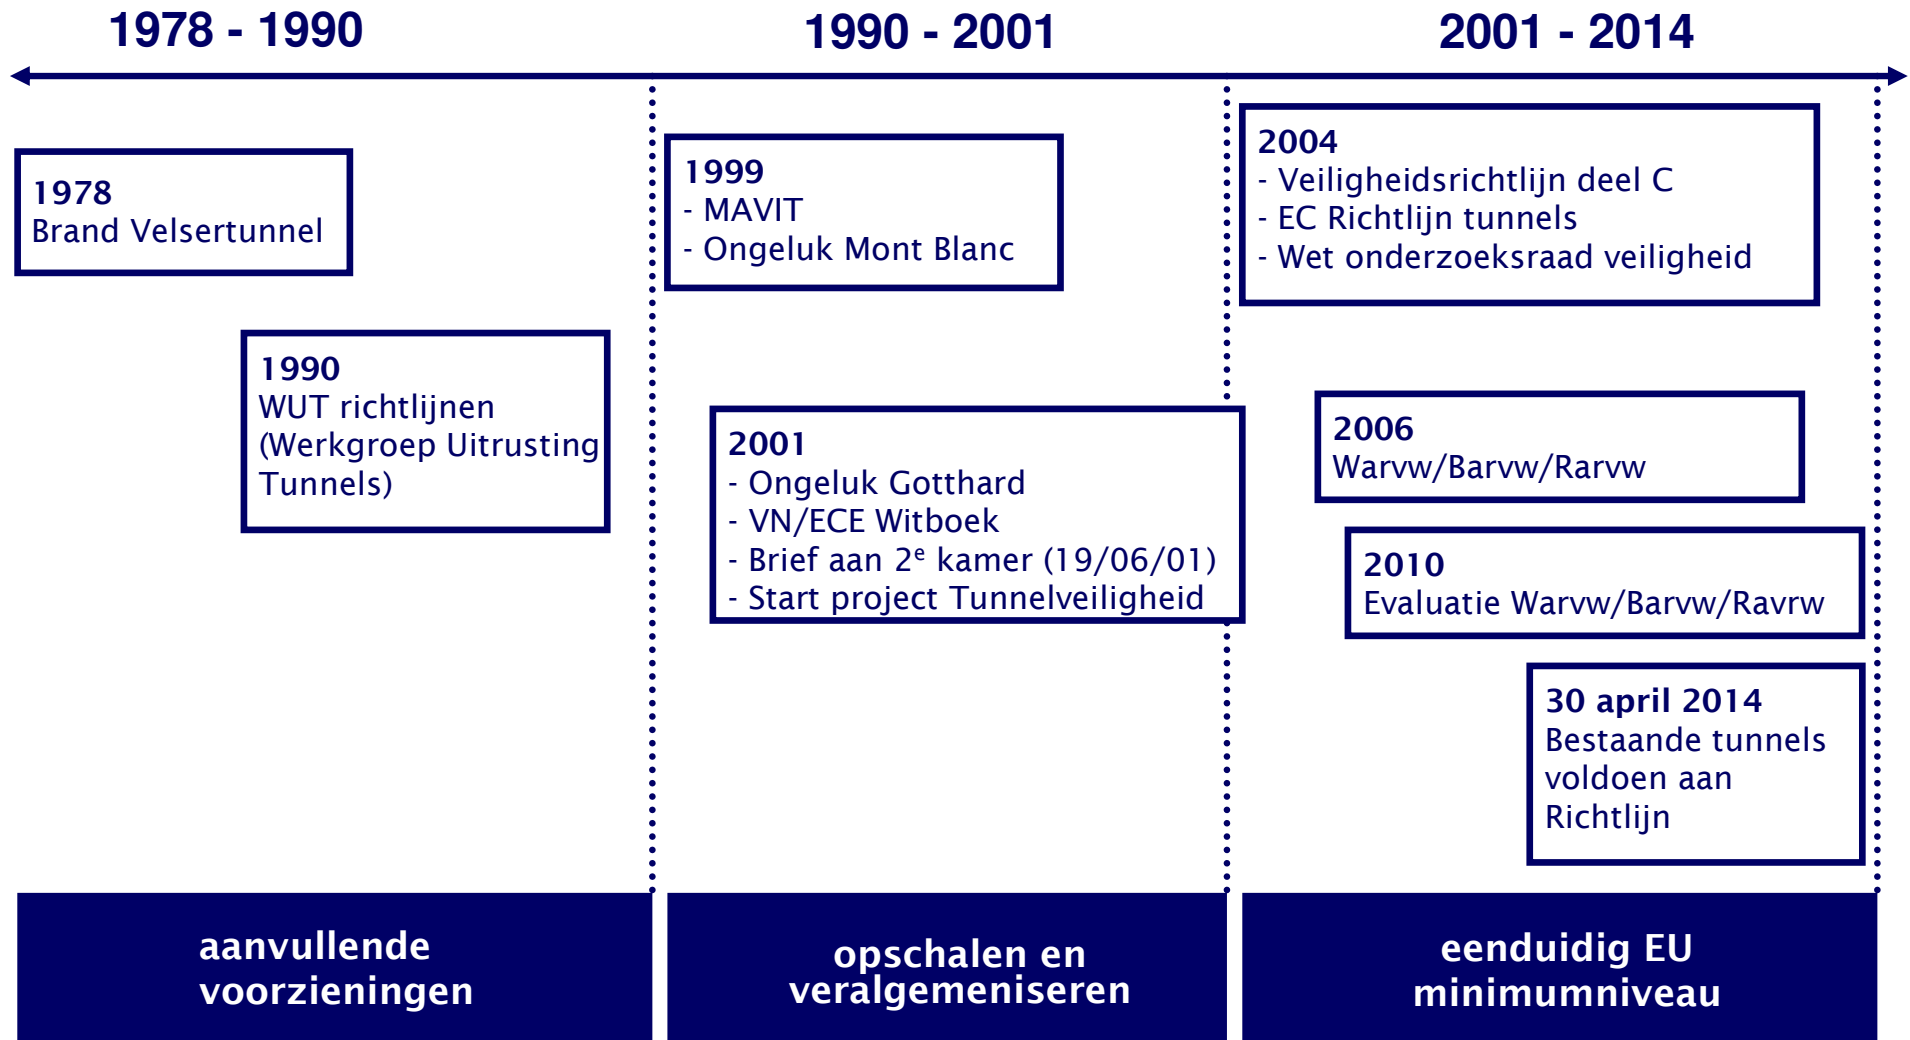 1978 - 1990
1990 - 2001
2001 - 2014
1978
Brand Velsertunnel
1990
WUT richtlijnen
(Werkgroep Uitrusting
Tunnels)
1999
- MAVIT
- Ongeluk Mont Blanc
2001
- Ongeluk Gotthard
- VN/ECE Witboek
- Brief aan 2e kamer (19/06/01)
- Start project Tunnelveiligheid
2004
- Veiligheidsrichtlijn deel C
- EC Richtlijn tunnels
- Wet onderzoeksraad veiligheid
2006
Warvw/Barvw/Rarvw
2010
Evaluatie Warvw/Barvw/Ravrw
30 april 2014
Bestaande tunnels
voldoen aan
Richtlijn
aanvullende
voorzieningen
opschalen en
veralgemeniseren
eenduidig EU
minimumniveau